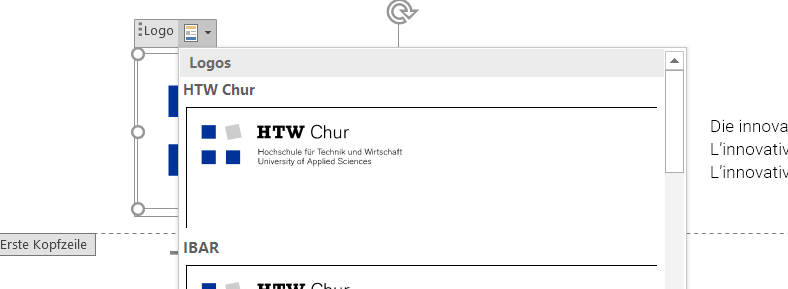 Logo
Logos
HTW Chur
HTW Chur
Hochschule für Technik und Wirtschaft
University of Applied Sciences
Die innova
L'innovativ
L'innovativ
Erste Kopfzeile
IBAR
HTW Chur